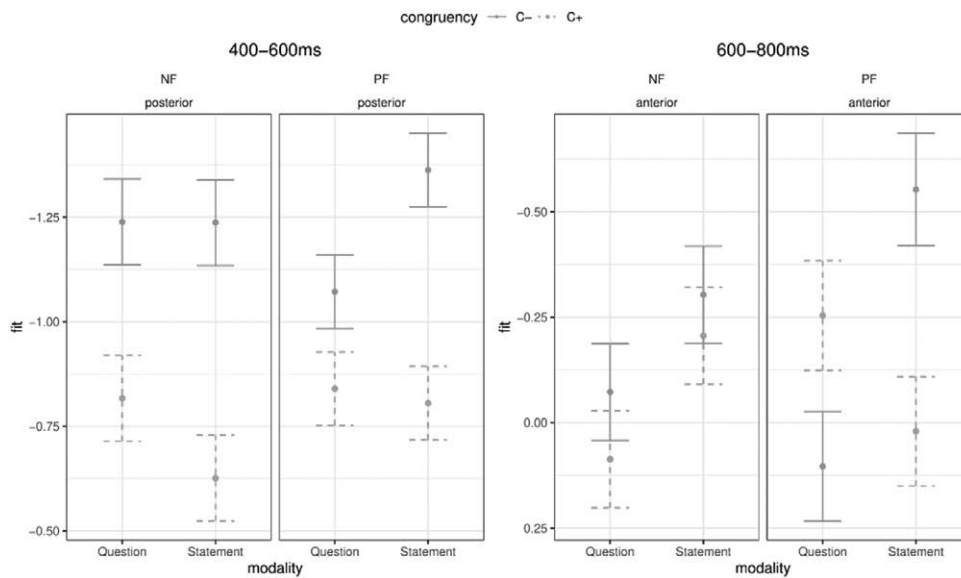 congruency C− C+
400−600ms
NF PF
posterior posterior
fit
−1.25
−1.00
−0.75
−0.50
Question Statement Question Statement
modality
600−800ms
NF PF
anterior anterior
fit
−0.50
−0.25
0.00
0.25
Question Statement Question Statement
modality